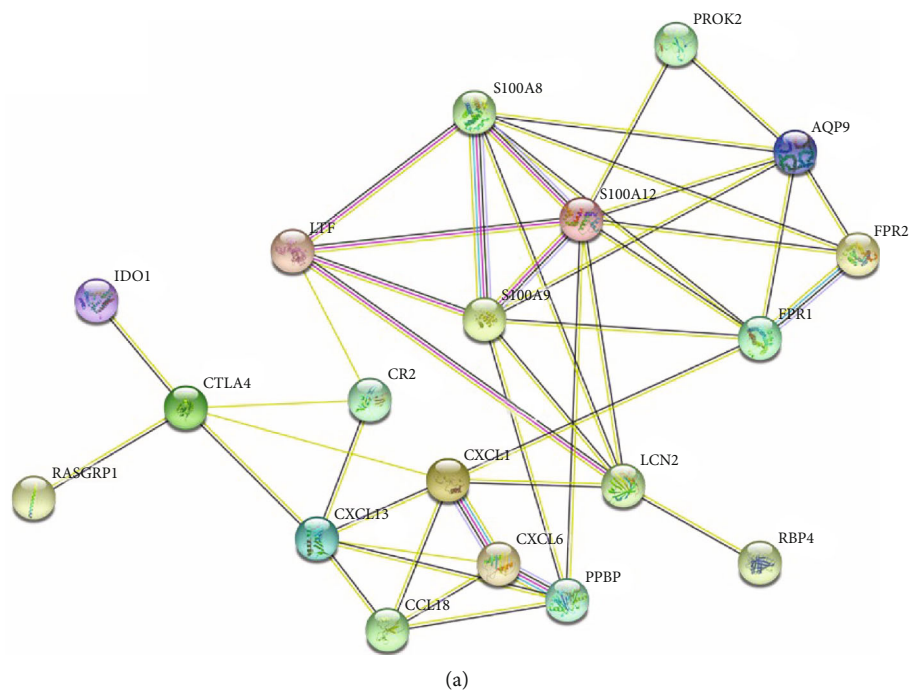 PROK2
S100A8
AQP9
S100A12
LTF
FPR2
IDO1
S100A9
FPR1
CTLA4
CR2
CXCL1
LCN2
RASGRP1
CXCL13
CXCL6
RBP4
PPBP
CCL18
(a)